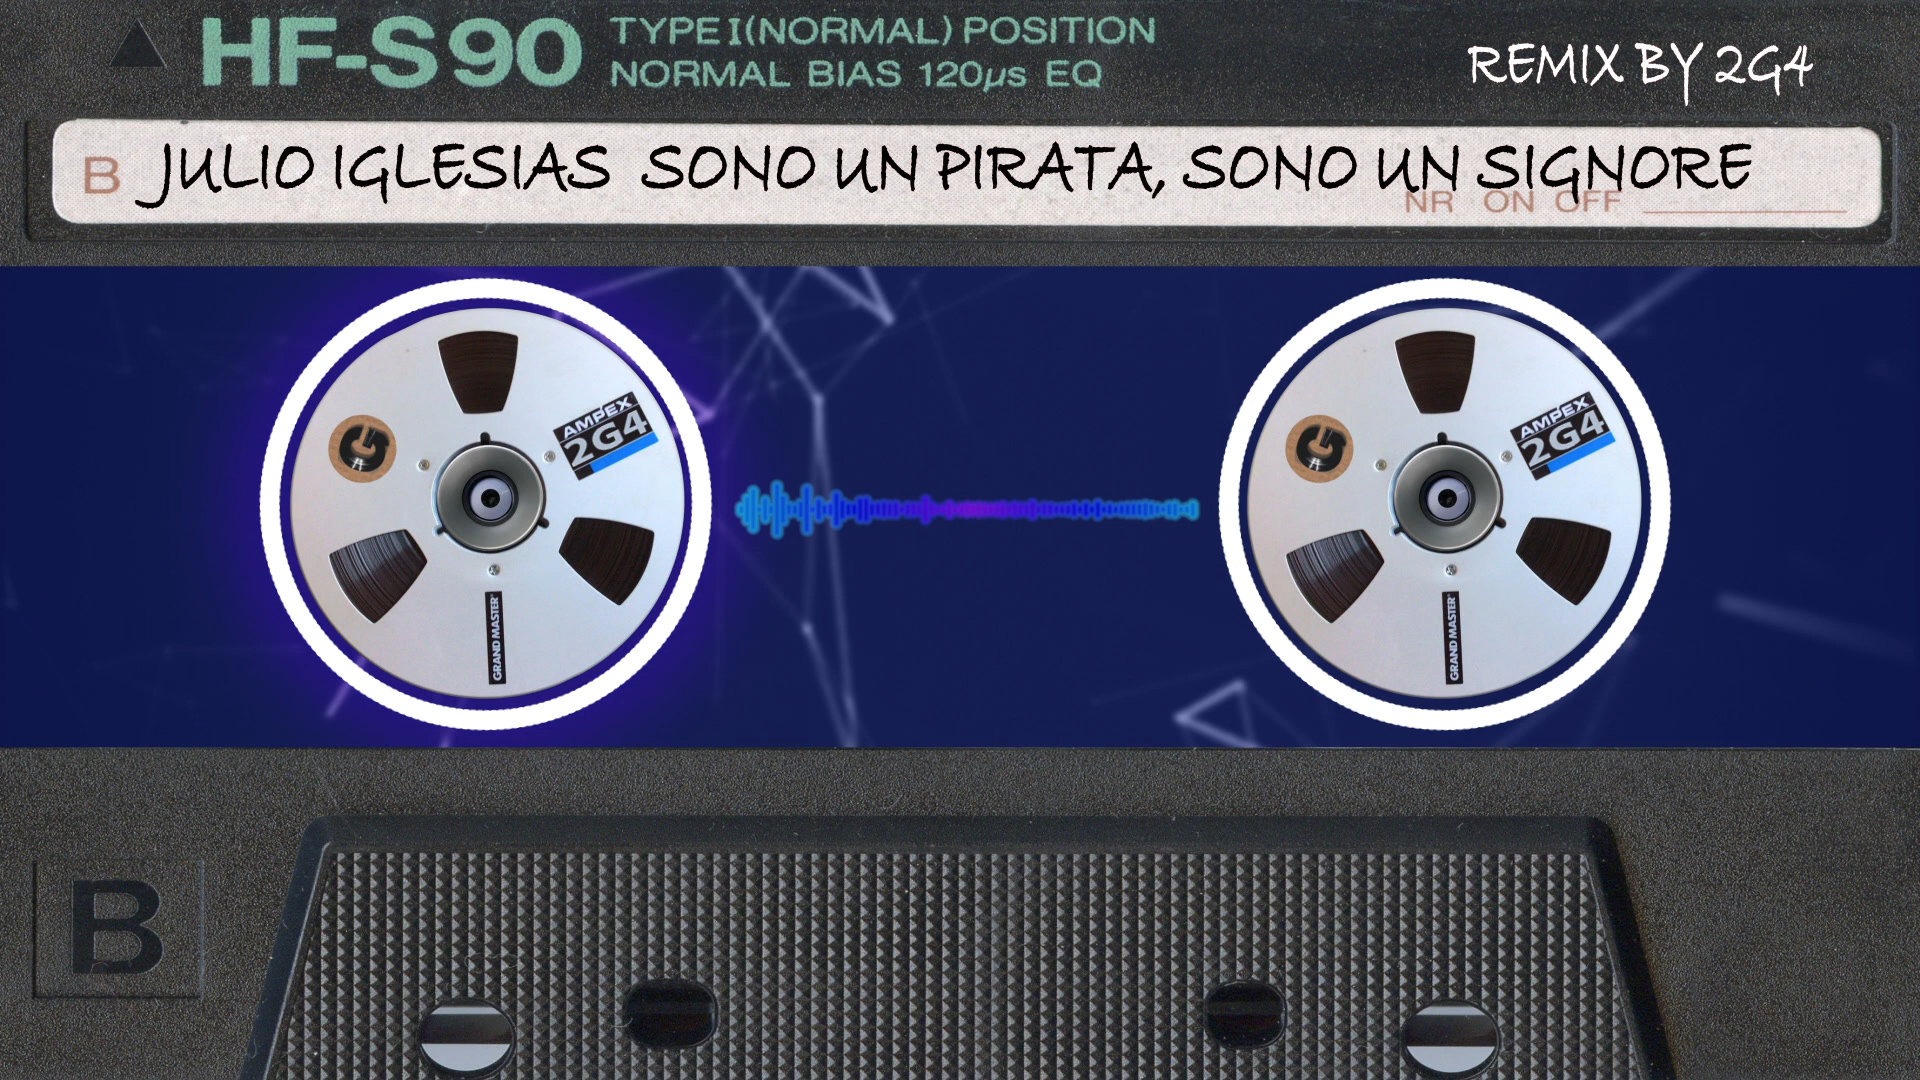 HF-S90
TYPE I (NORMAL) POSITION
NORMAL BIAS 120µs EQ
REMIX BY 2G4
B JULIO IGLESIAS SONO UN PIRATA, SONO UN SIGNORE
NR ON OFF
AMPEX
2G4
GRAND MASTER
AMPEX
2G4
GRAND MASTER
B